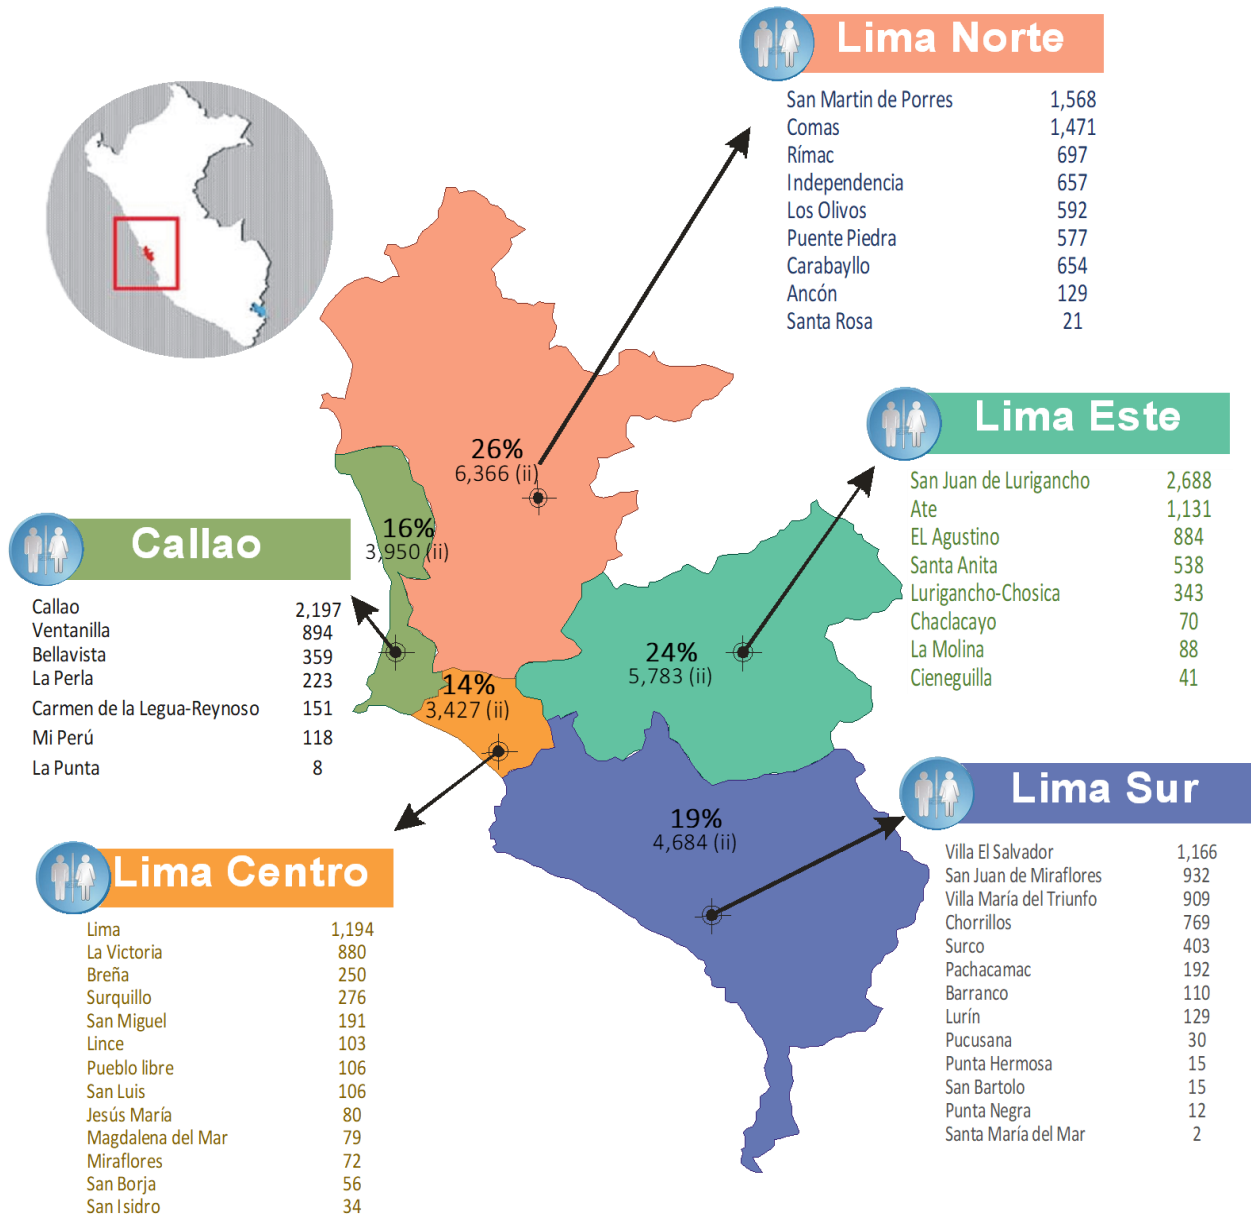 Lima Norte
San Martin de Porres 1,568
Comas 1,471
Rímac 697
Independencia 657
Los Olivos 592
Puente Piedra 577
Carabayllo 654
Ancón 129
Santa Rosa 21
26%
6,366 (ii)
Lima Este
San Juan de Lurigancho 2,688
Ate 1,131
EL Agustino 884
Santa Anita 538
Lurigancho-Chosica 343
Chaclacayo 70
La Molina 88
Cieneguilla 41
16%
3,950 (ii)
Callao
Callao 2,197
Ventanilla 894
Bellavista 359
La Perla 223
Carmen de la Legua-Reynoso 151
Mi Perú 118
La Punta 8
24%
5,783 (ii)
14%
3,427 (ii)
Lima Sur
Villa El Salvador 1,166
San Juan de Miraflores 932
Villa María del Triunfo 909
Chorrillos 769
Surco 403
Pachacamac 192
Barranco 110
Lurín 129
Pucusana 30
Punta Hermosa 15
San Bartolo 15
Punta Negra 12
Santa María del Mar 2
19%
4,684 (ii)
Lima Centro
Lima 1,194
La Victoria 880
Breña 250
Surquillo 276
San Miguel 191
Lince 103
Pueblo libre 106
San Luis 106
Jesús María 80
Magdalena del Mar 79
Miraflores 72
San Borja 56
San Isidro 34